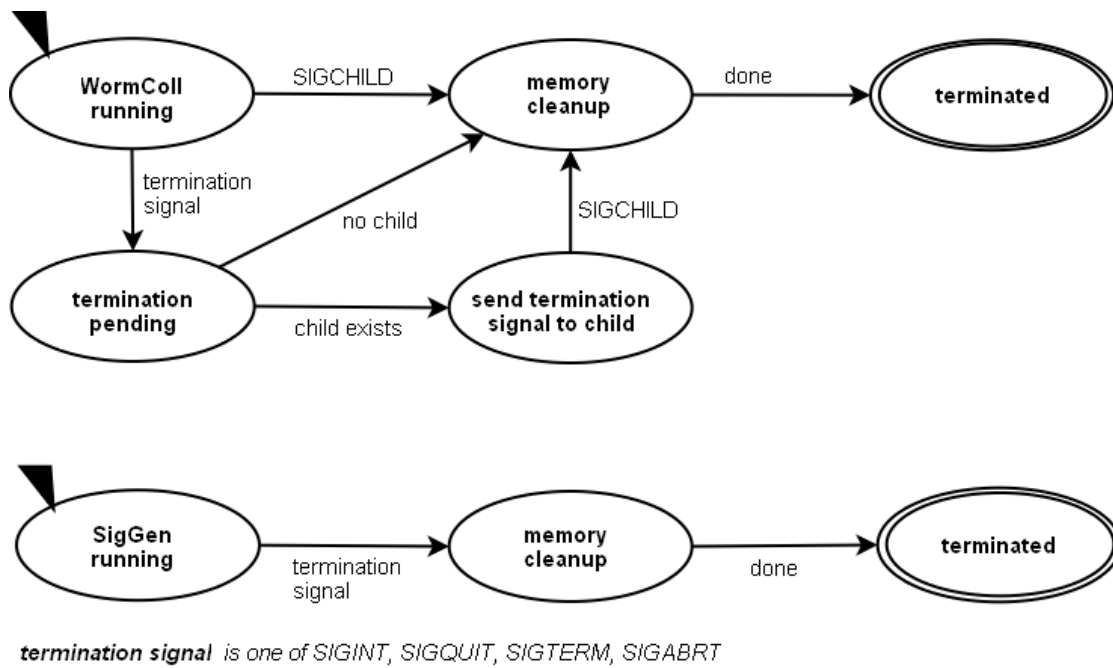 WormColl
running
SIGCHILD
memory
cleanup
done
terminated
termination
signal
no child
SIGCHILD
termination
pending
child exists
send termination
signal to child
SigGen
running
termination
signal
memory
cleanup
done
terminated
termination signal is one of SIGINT, SIGQUIT, SIGTERM, SIGABRT